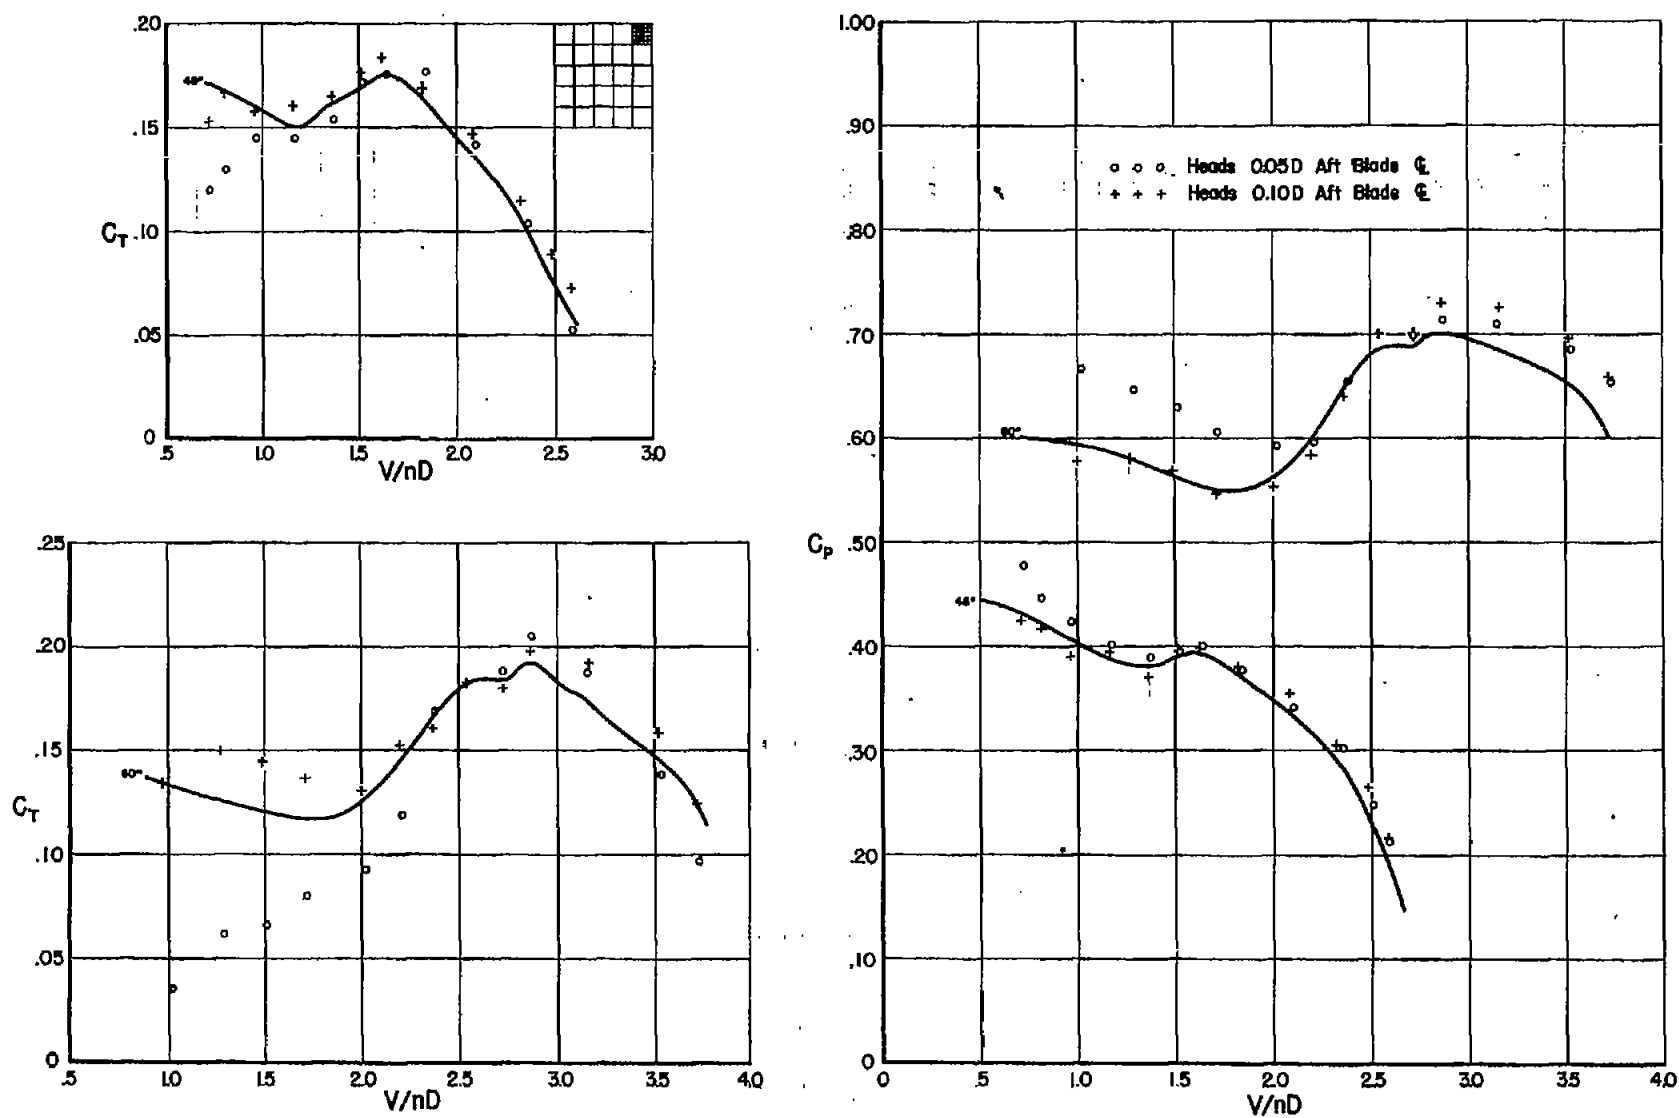 .20
.15
C_T .10
.05
0
.5 1.0 1.5 2.0 2.5 3.0
V/nD
.25
.20
.15
60°
C_T
.10
.05
0
.5 1.0 1.5 2.0 2.5 3.0 3.5 4.0
V/nD
1.00
.90
o o o Heads 0.05D Aft Blade ℄
+ + + Heads 0.10D Aft Blade ℄
.80
.70
.60
60°
C_P .50
.40
.30
.20
.10
0
0 .5 1.0 1.5 2.0 2.5 3.0 3.5 4.0
V/nD